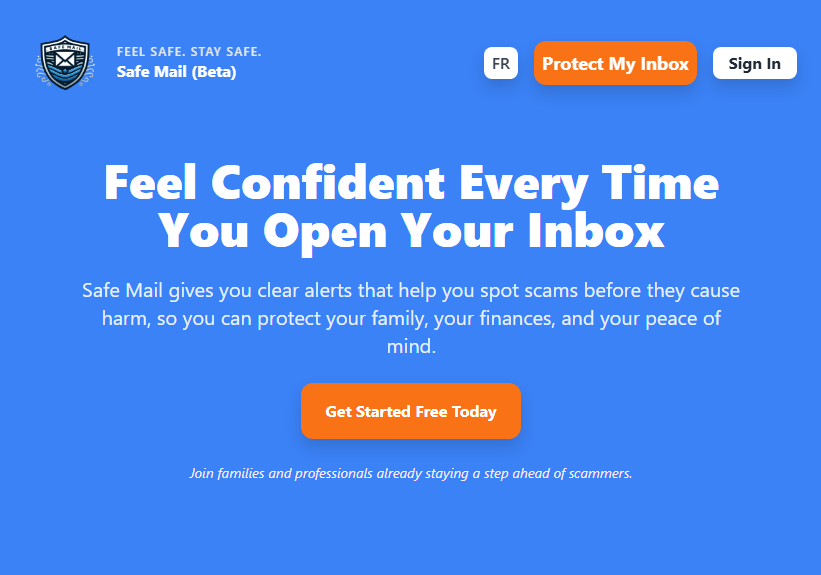 SAFE MAIL
FEEL SAFE. STAY SAFE.
Safe Mail (Beta)
FR
Protect My Inbox
Sign In
Feel Confident Every Time
You Open Your Inbox
Safe Mail gives you clear alerts that help you spot scams before they cause
harm, so you can protect your family, your finances, and your peace of
mind.
Get Started Free Today
Join families and professionals already staying a step ahead of scammers.